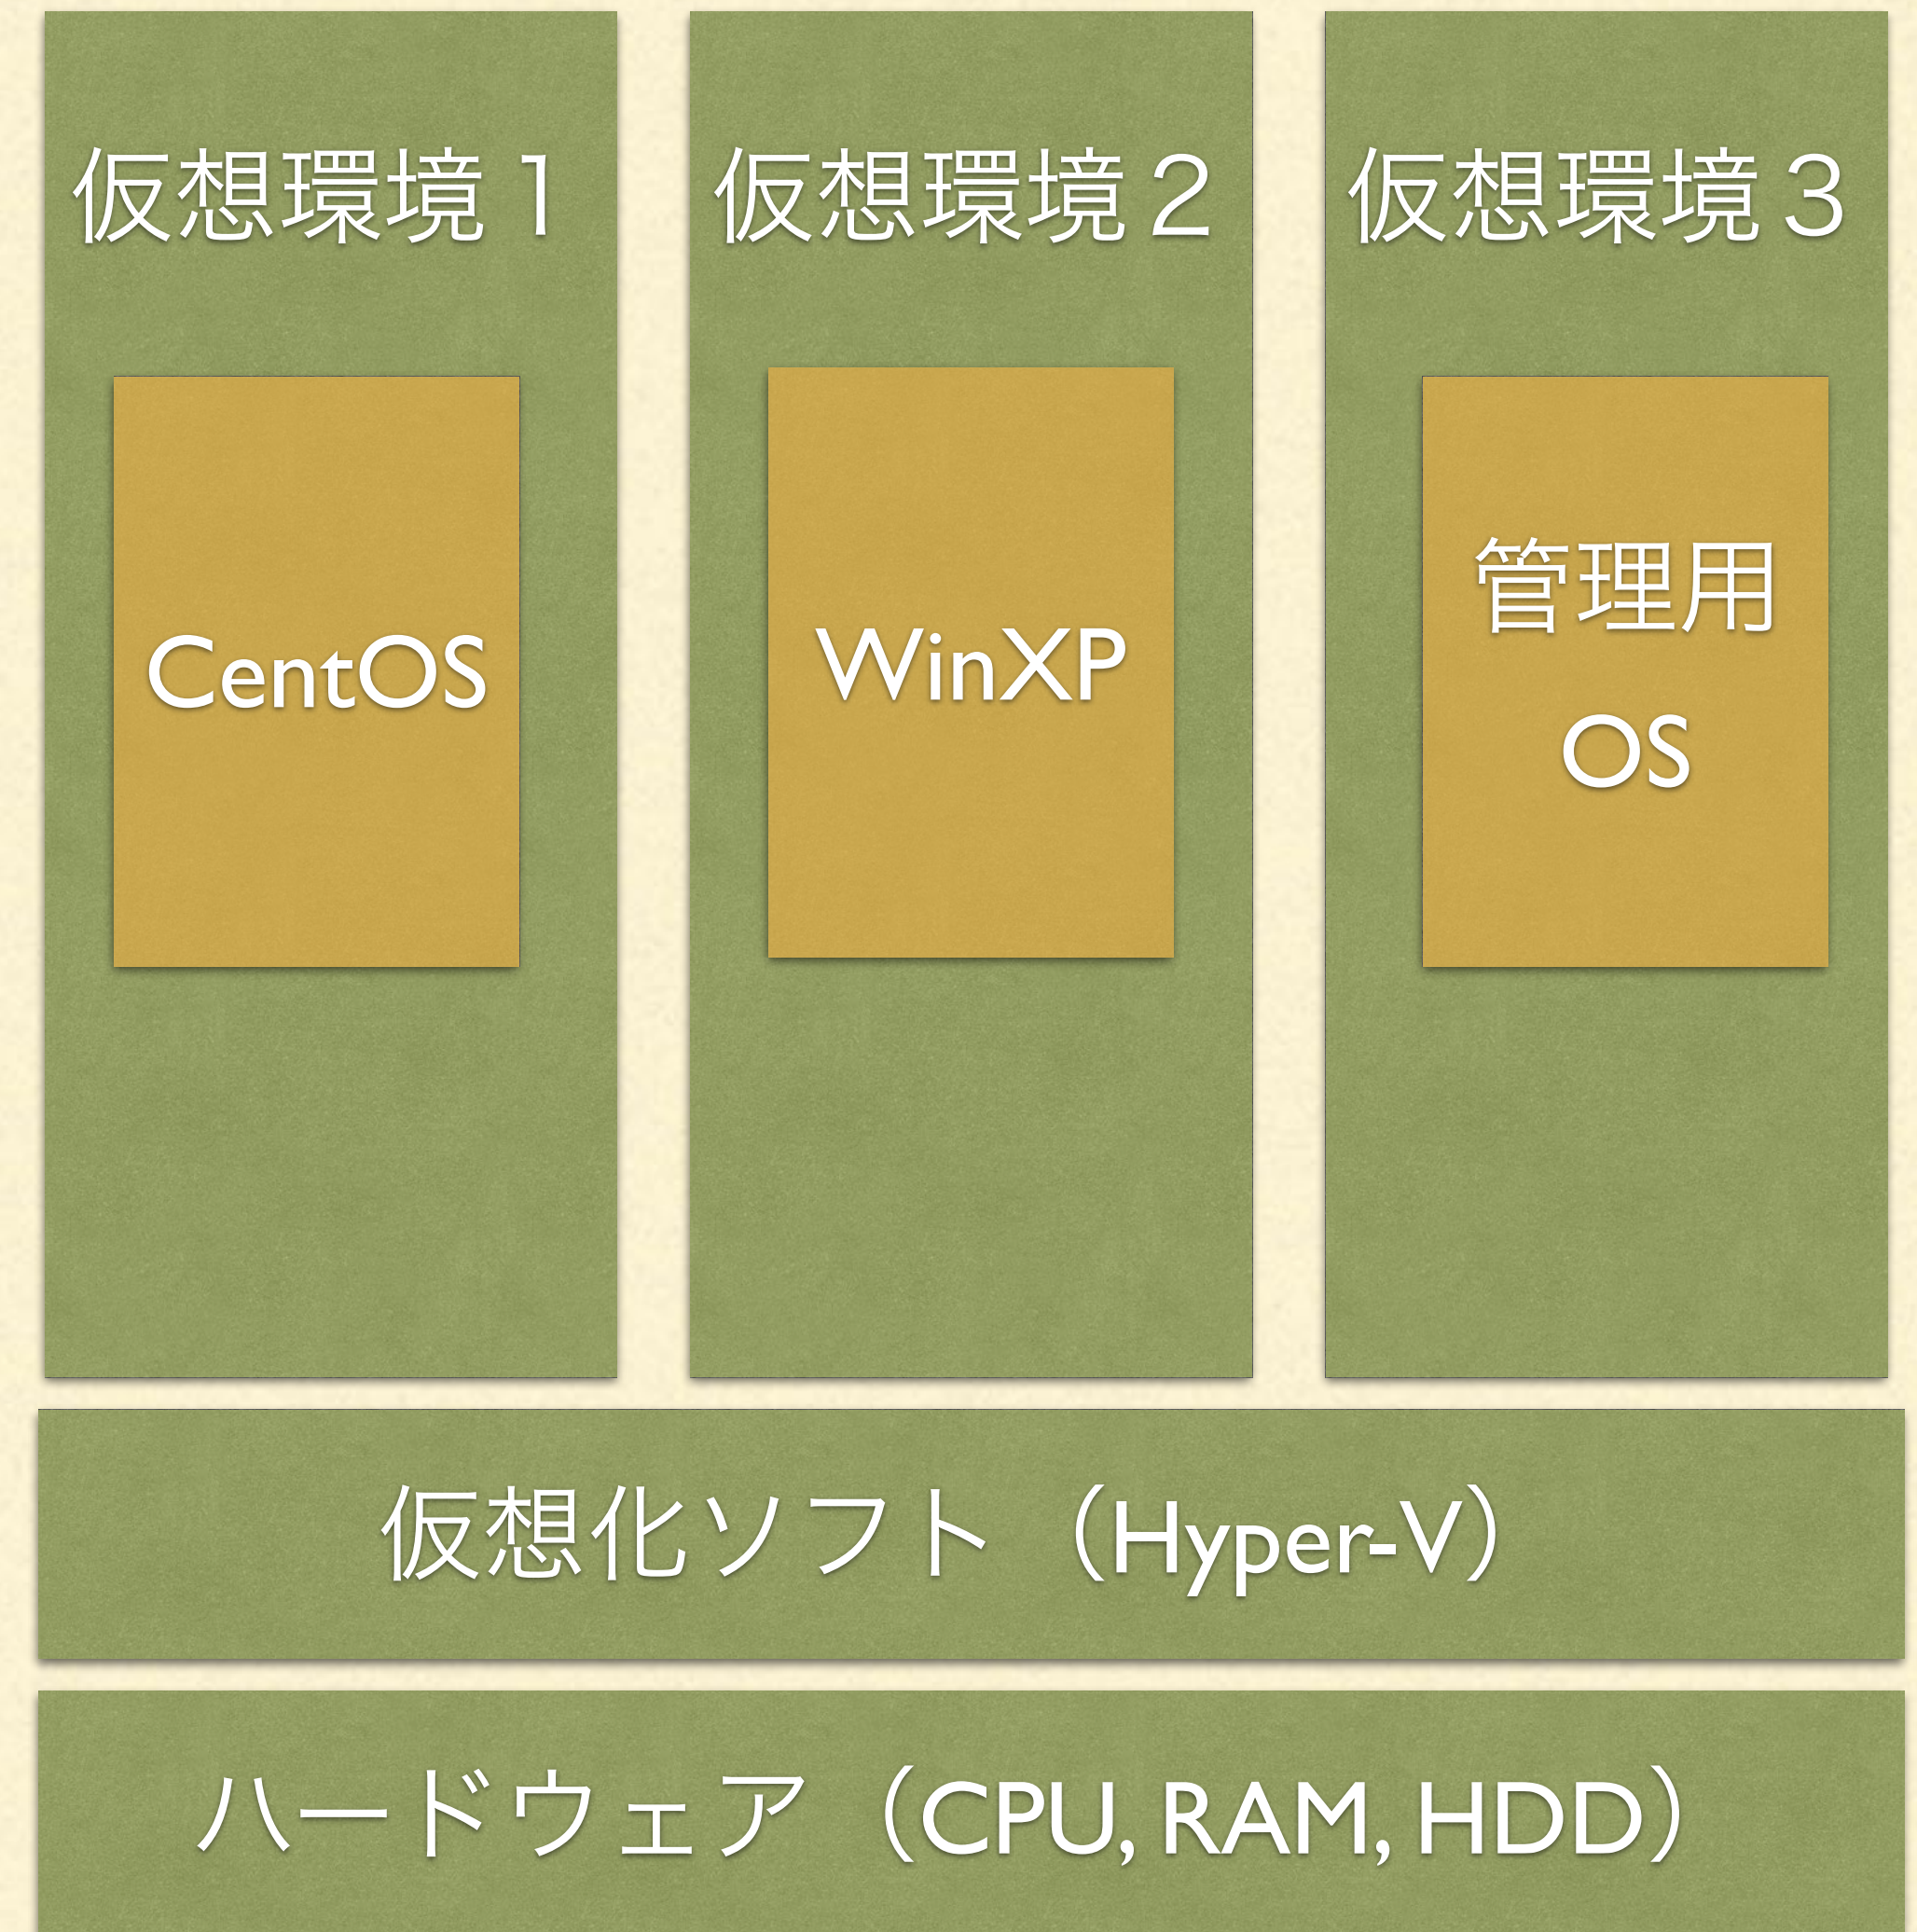 仮想環境１
仮想環境２
仮想環境３
CentOS
WinXP
管理用
OS
仮想化ソフト（Hyper-V）
ハードウェア（CPU, RAM, HDD）